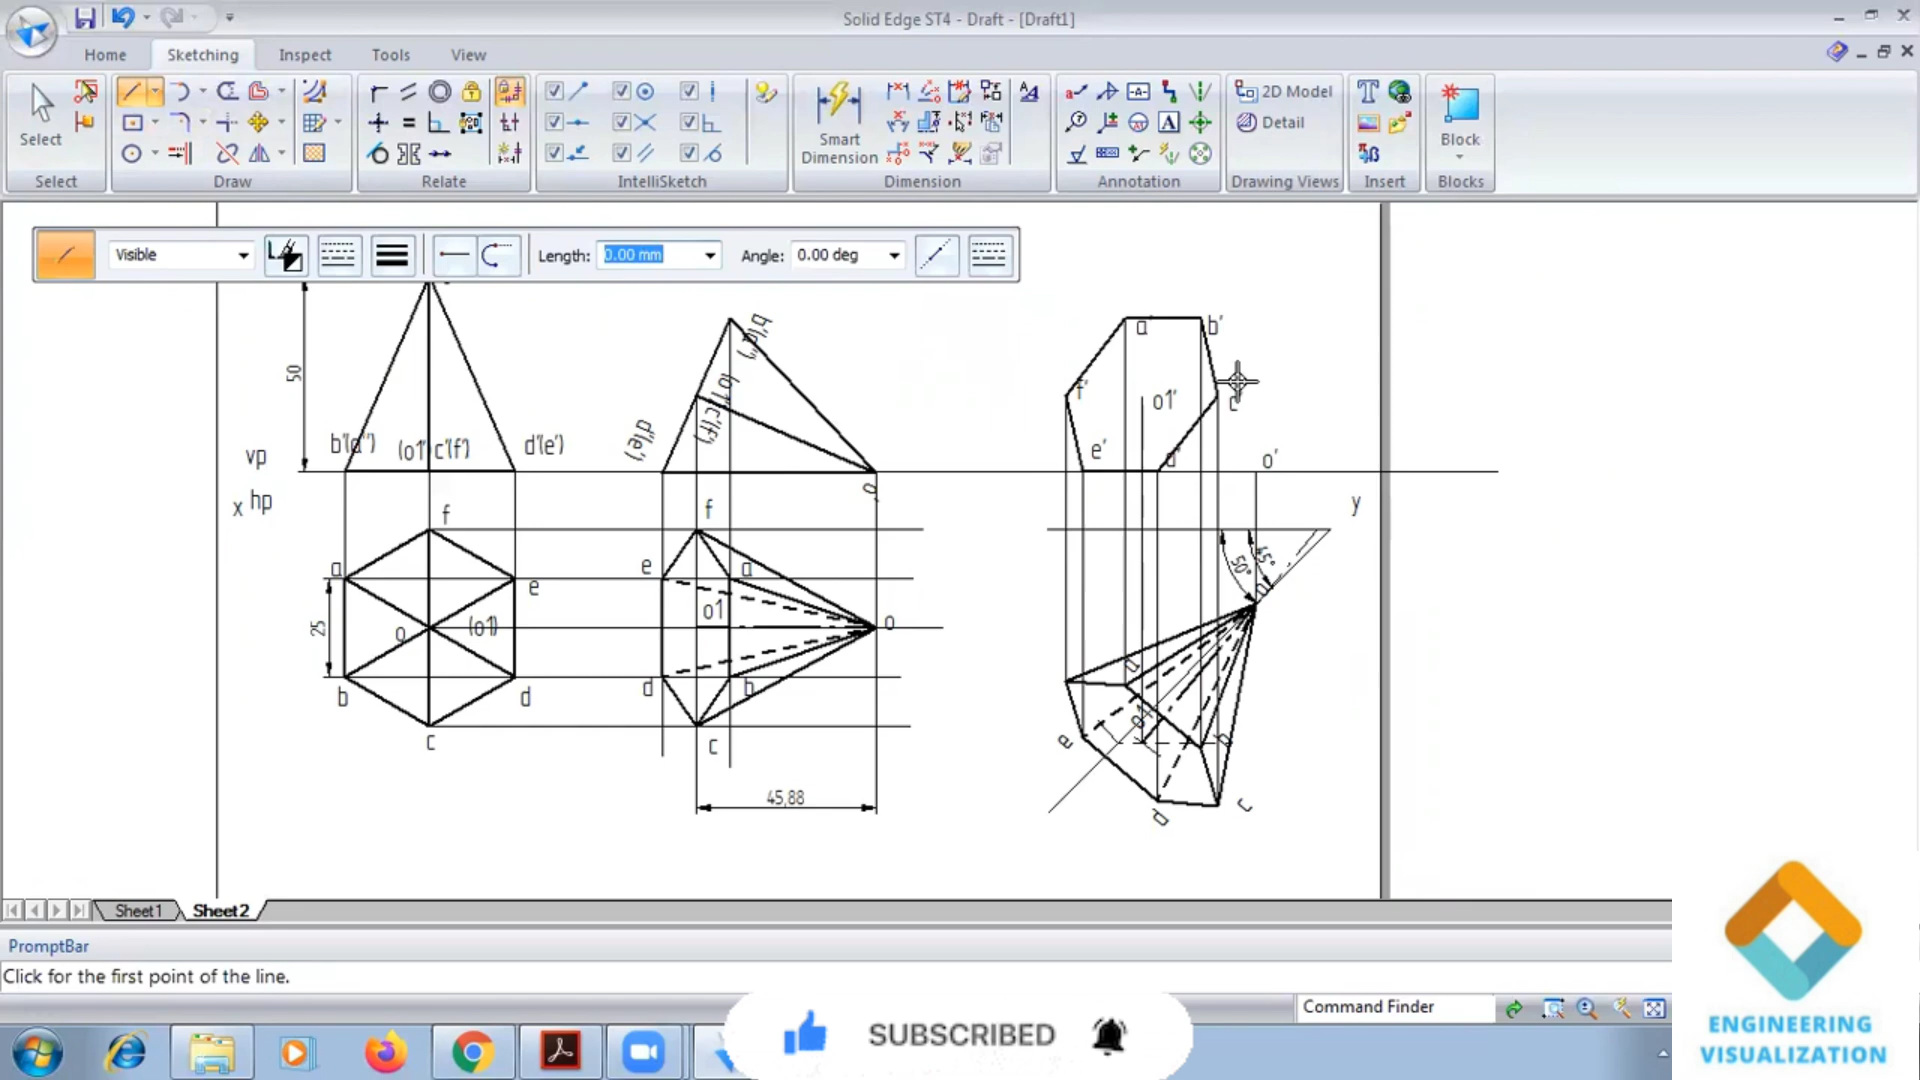 Solid Edge ST4 - Draft - [Draft1]
Home Sketching Inspect Tools View
Select
Smart
Dimension
2D Model
Detail
Block
Select Draw Relate IntelliSketch Dimension Annotation Drawing Views Insert Blocks
Visible Length: 0.00 mm Angle: 0.00 deg
50
b'(a') (o1') c'(f') d'(e')
vp
x hp
f
a
e
o (o1)
b d
c
25
b'(a')
(o1')c'(f')
d'(e')
o'
f
e a
o1 o
d b
c
45,88
a' b'
f' o1' c'
e' d' o'
y
50° 45°
o
a
o1
e b
d c
Sheet1 Sheet2
PromptBar
Click for the first point of the line.
Command Finder
SUBSCRIBED
ENGINEERING
VISUALIZATION